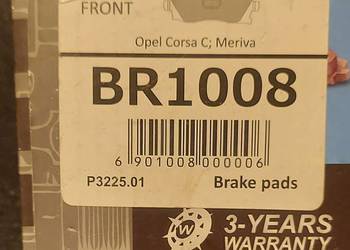 FRONT
Opel Corsa C; Meriva
BR1008
6 901008 000006
P3225.01 Brake pads
3-YEARS
WARRANTY